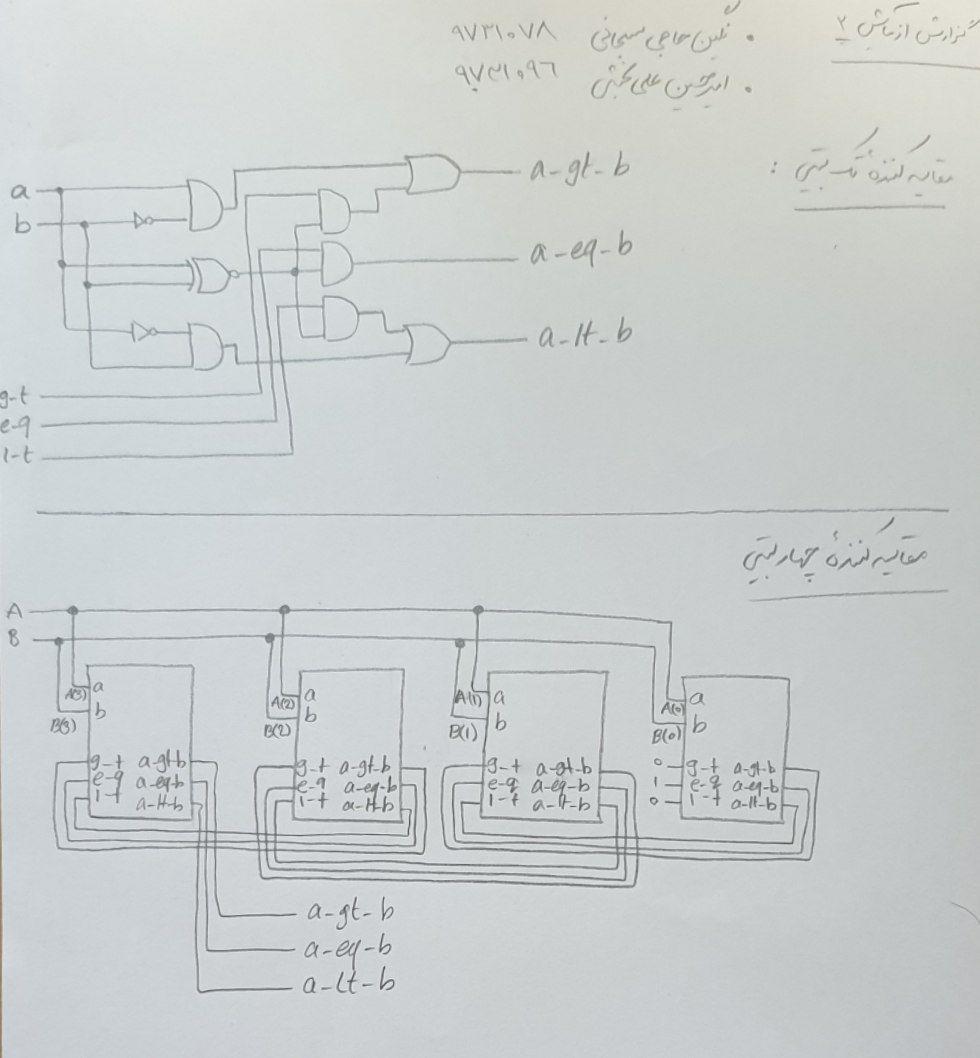 گزارش آزمایش ۲
• نگین حاجی سبحانی ۹۷۳۱۰۷۸
• امیرحسین علی بخشی ۹۷۳۱۰۹۶
مقایسه کننده تک بیتی :
a
b
a-gt-b
a-eq-b
a-lt-b
g-t
e-q
l-t
مقایسه کننده چهار بیتی
A
B
A(3) a
B(3) b
g-t a-gt-b
e-q a-eq-b
l-t a-lt-b
A(2) a
B(2) b
g-t a-gt-b
e-q a-eq-b
l-t a-lt-b
A(1) a
B(1) b
g-t a-gt-b
e-q a-eq-b
l-t a-lt-b
A(0) a
B(0) b
0 g-t a-gt-b
1 e-q a-eq-b
0 l-t a-lt-b
a-gt-b
a-eq-b
a-lt-b